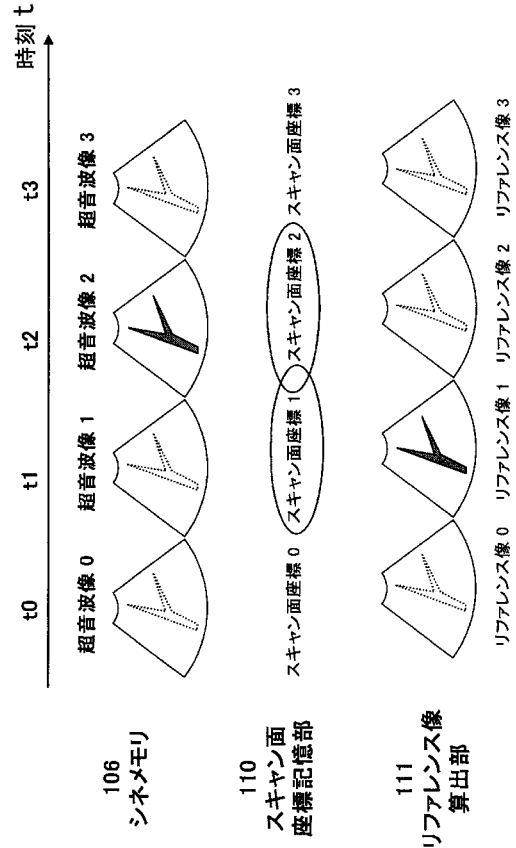 時刻 t
t0
t1
t2
t3
106
シネメモリ
超音波像 0
超音波像 1
超音波像 2
超音波像 3
110
スキャン面
座標記憶部
スキャン面座標 0
スキャン面座標 1
スキャン面座標 2
スキャン面座標 3
111
リファレンス像
算出部
リファレンス像 0
リファレンス像 1
リファレンス像 2
リファレンス像 3